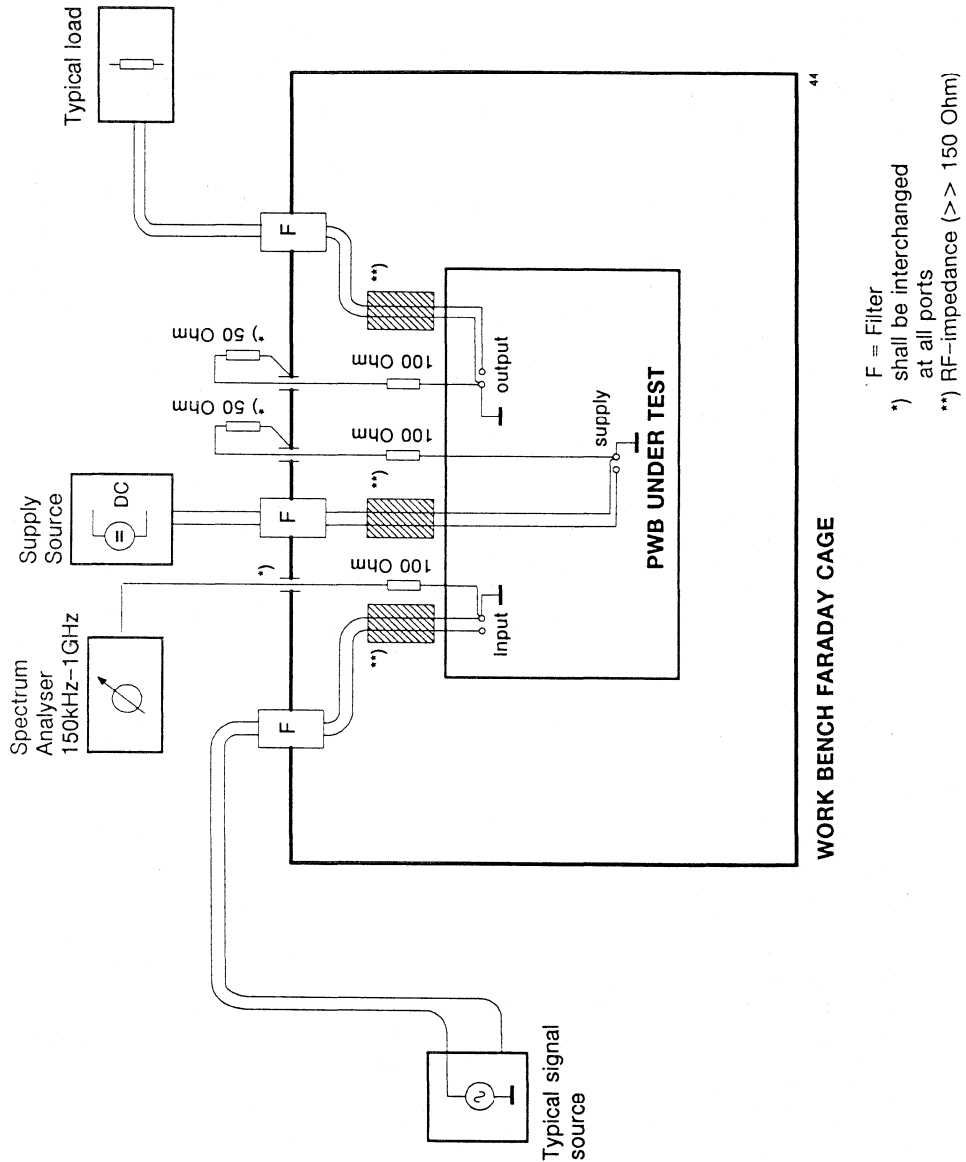 Typical load
Supply
Source
DC
=
Spectrum
Analyser
150kHz-1GHz
Typical signal
source
F
F
F
*) 50 Ohm
*) 50 Ohm
*)
100 Ohm
100 Ohm
100 Ohm
**)
**)
**)
Input
supply
output
PWB UNDER TEST
WORK BENCH FARADAY CAGE
44
F = Filter
*) shall be interchanged
at all ports
**) RF-impedance (>> 150 Ohm)